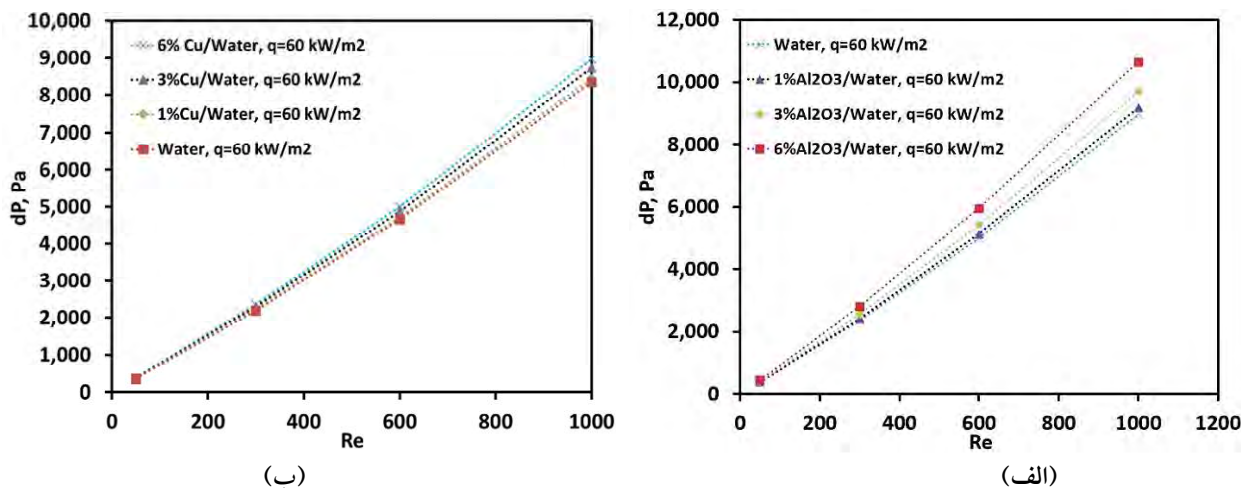 10,000
9,000
8,000
7,000
6,000
5,000
4,000
3,000
2,000
1,000
0
dP, Pa
6% Cu/Water, q=60 kW/m2
3%Cu/Water, q=60 kW/m2
1%Cu/Water, q=60 kW/m2
Water, q=60 kW/m2
0 200 400 600 800 1000
Re
(ب)
12,000
10,000
8,000
6,000
4,000
2,000
0
dP, Pa
Water, q=60 kW/m2
1%Al2O3/Water, q=60 kW/m2
3%Al2O3/Water, q=60 kW/m2
6%Al2O3/Water, q=60 kW/m2
0 200 400 600 800 1000 1200
Re
(الف)